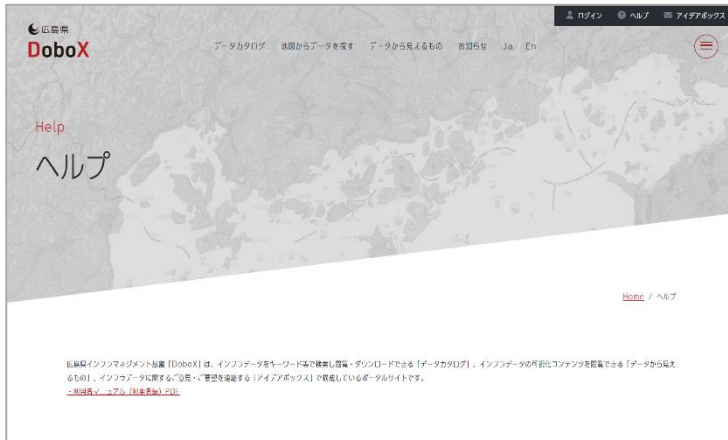 ログイン ヘルプ アイデアボックス
広島県
DoboX
データカタログ 地図からデータを探す データから見えるもの お知らせ Ja / En
Help
ヘルプ
Home / ヘルプ
広島県インフラマネジメント基盤「DoboX」は、インフラデータをキーワード等で検索し閲覧・ダウンロードできる「データカタログ」、インフラデータの可視化コンテンツを閲覧できる「データから見え
るもの」、インフラデータに関するご意見・ご要望を連絡する「アイデアボックス」で構成しているポータルサイトです。
PDF